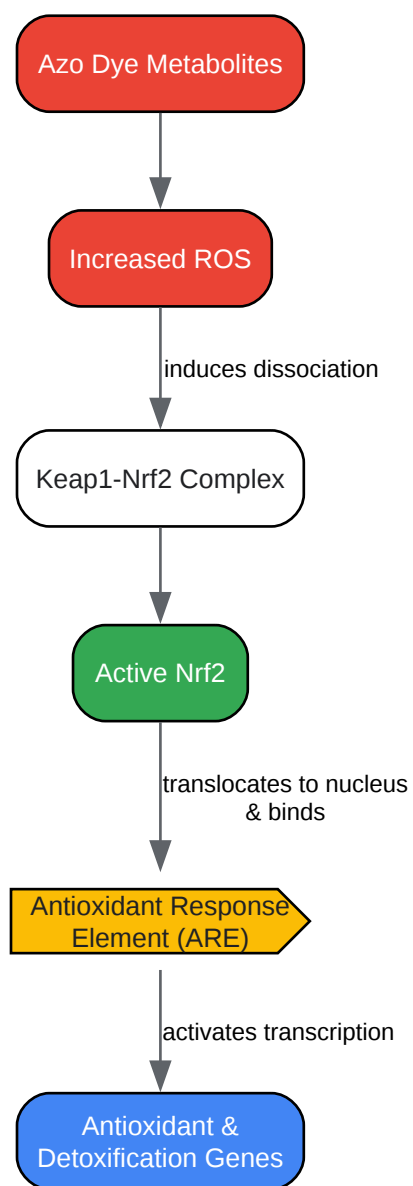 Azo Dye Metabolites
Increased ROS
induces dissociation
Keap1-Nrf2 Complex
Active Nrf2
translocates to nucleus
& binds
Antioxidant Response
Element (ARE)
activates transcription
Antioxidant &
Detoxification Genes